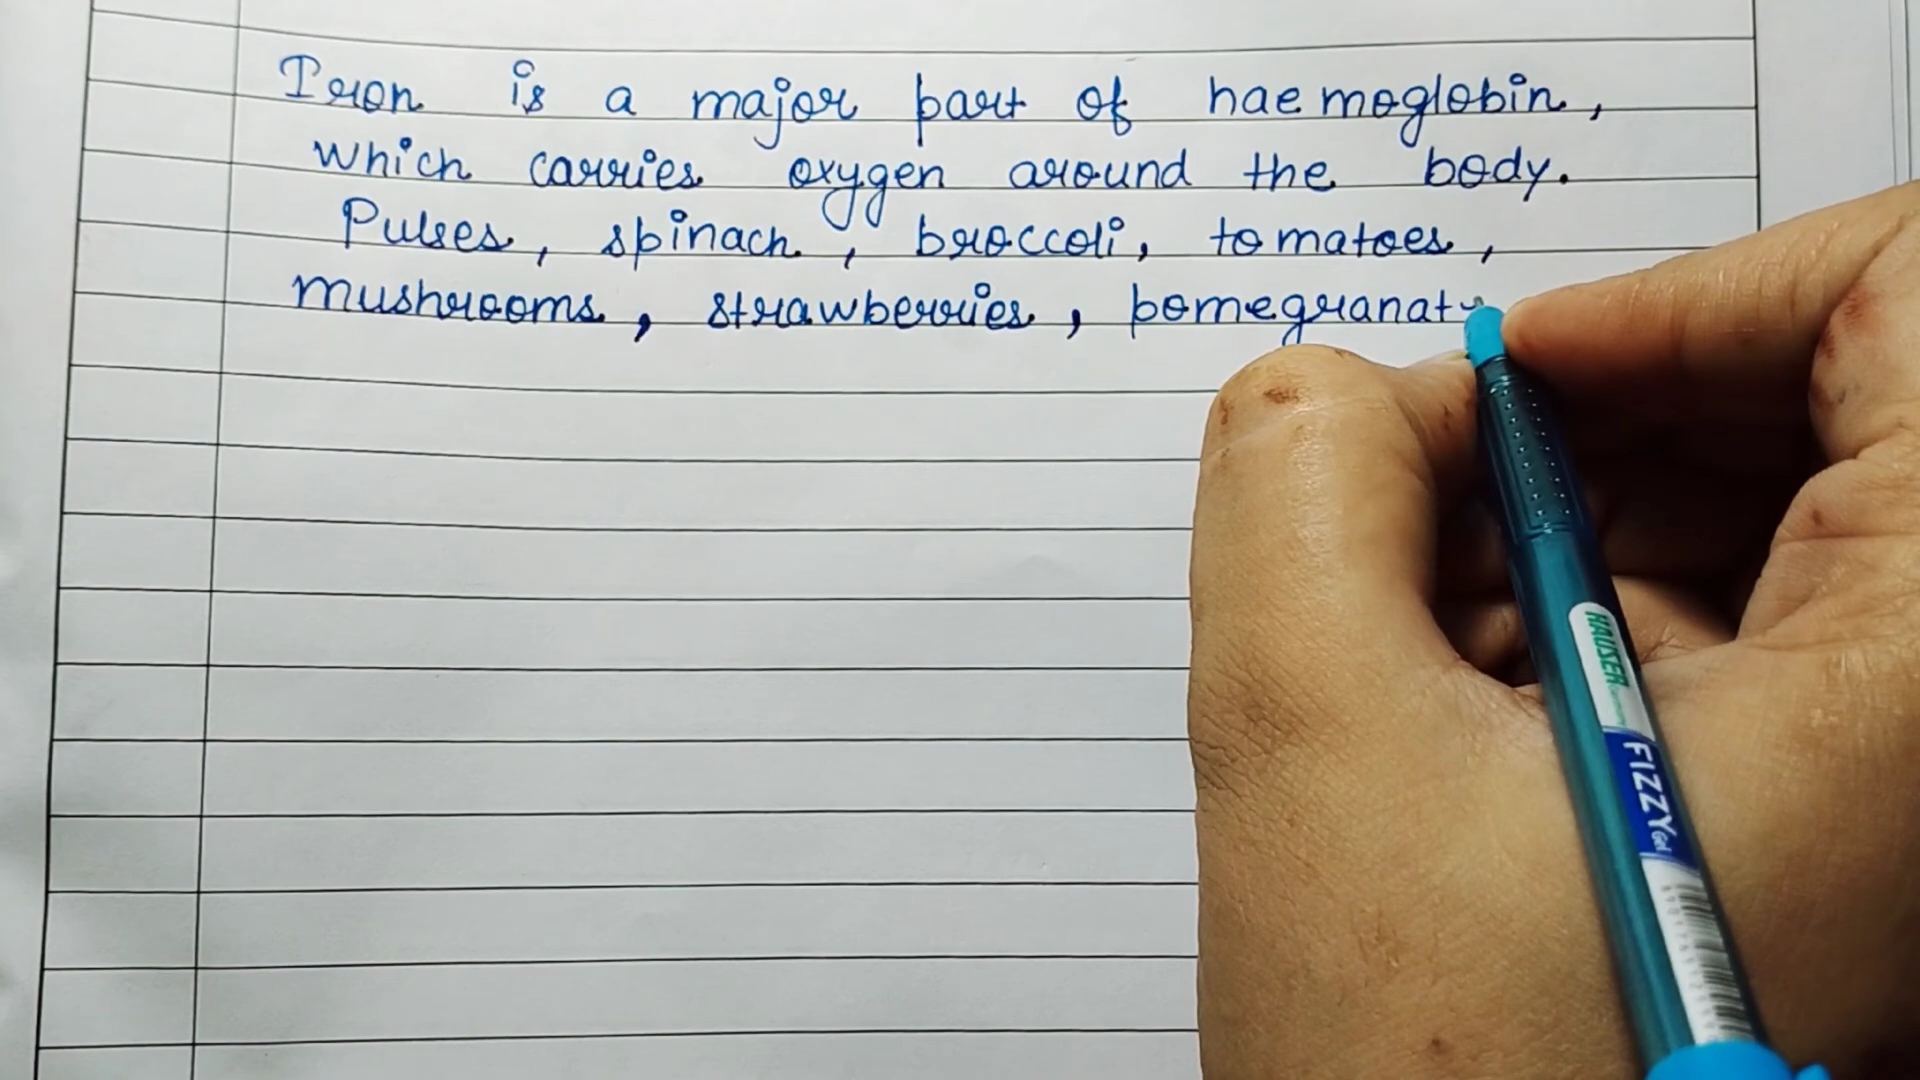 Iron is a major part of haemoglobin,
which carries oxygen around the body.
Pulses, spinach, broccoli, tomatoes,
mushrooms, strawberries, pomegranat
HAUSER
FIZZY Gel